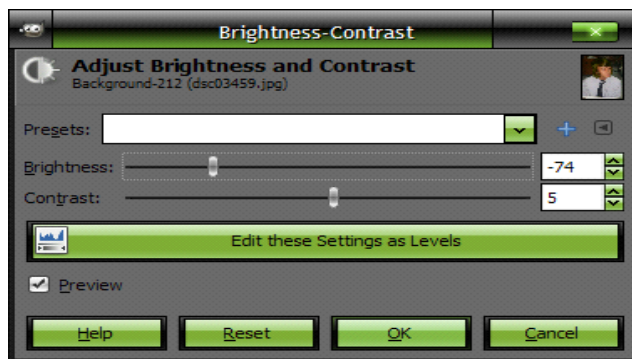 Brightness-Contrast
Adjust Brightness and Contrast
Background-212 (dsc03459.jpg)
Presets:
Brightness: -74
Contrast: 5
Edit these Settings as Levels
Preview
Help Reset OK Cancel